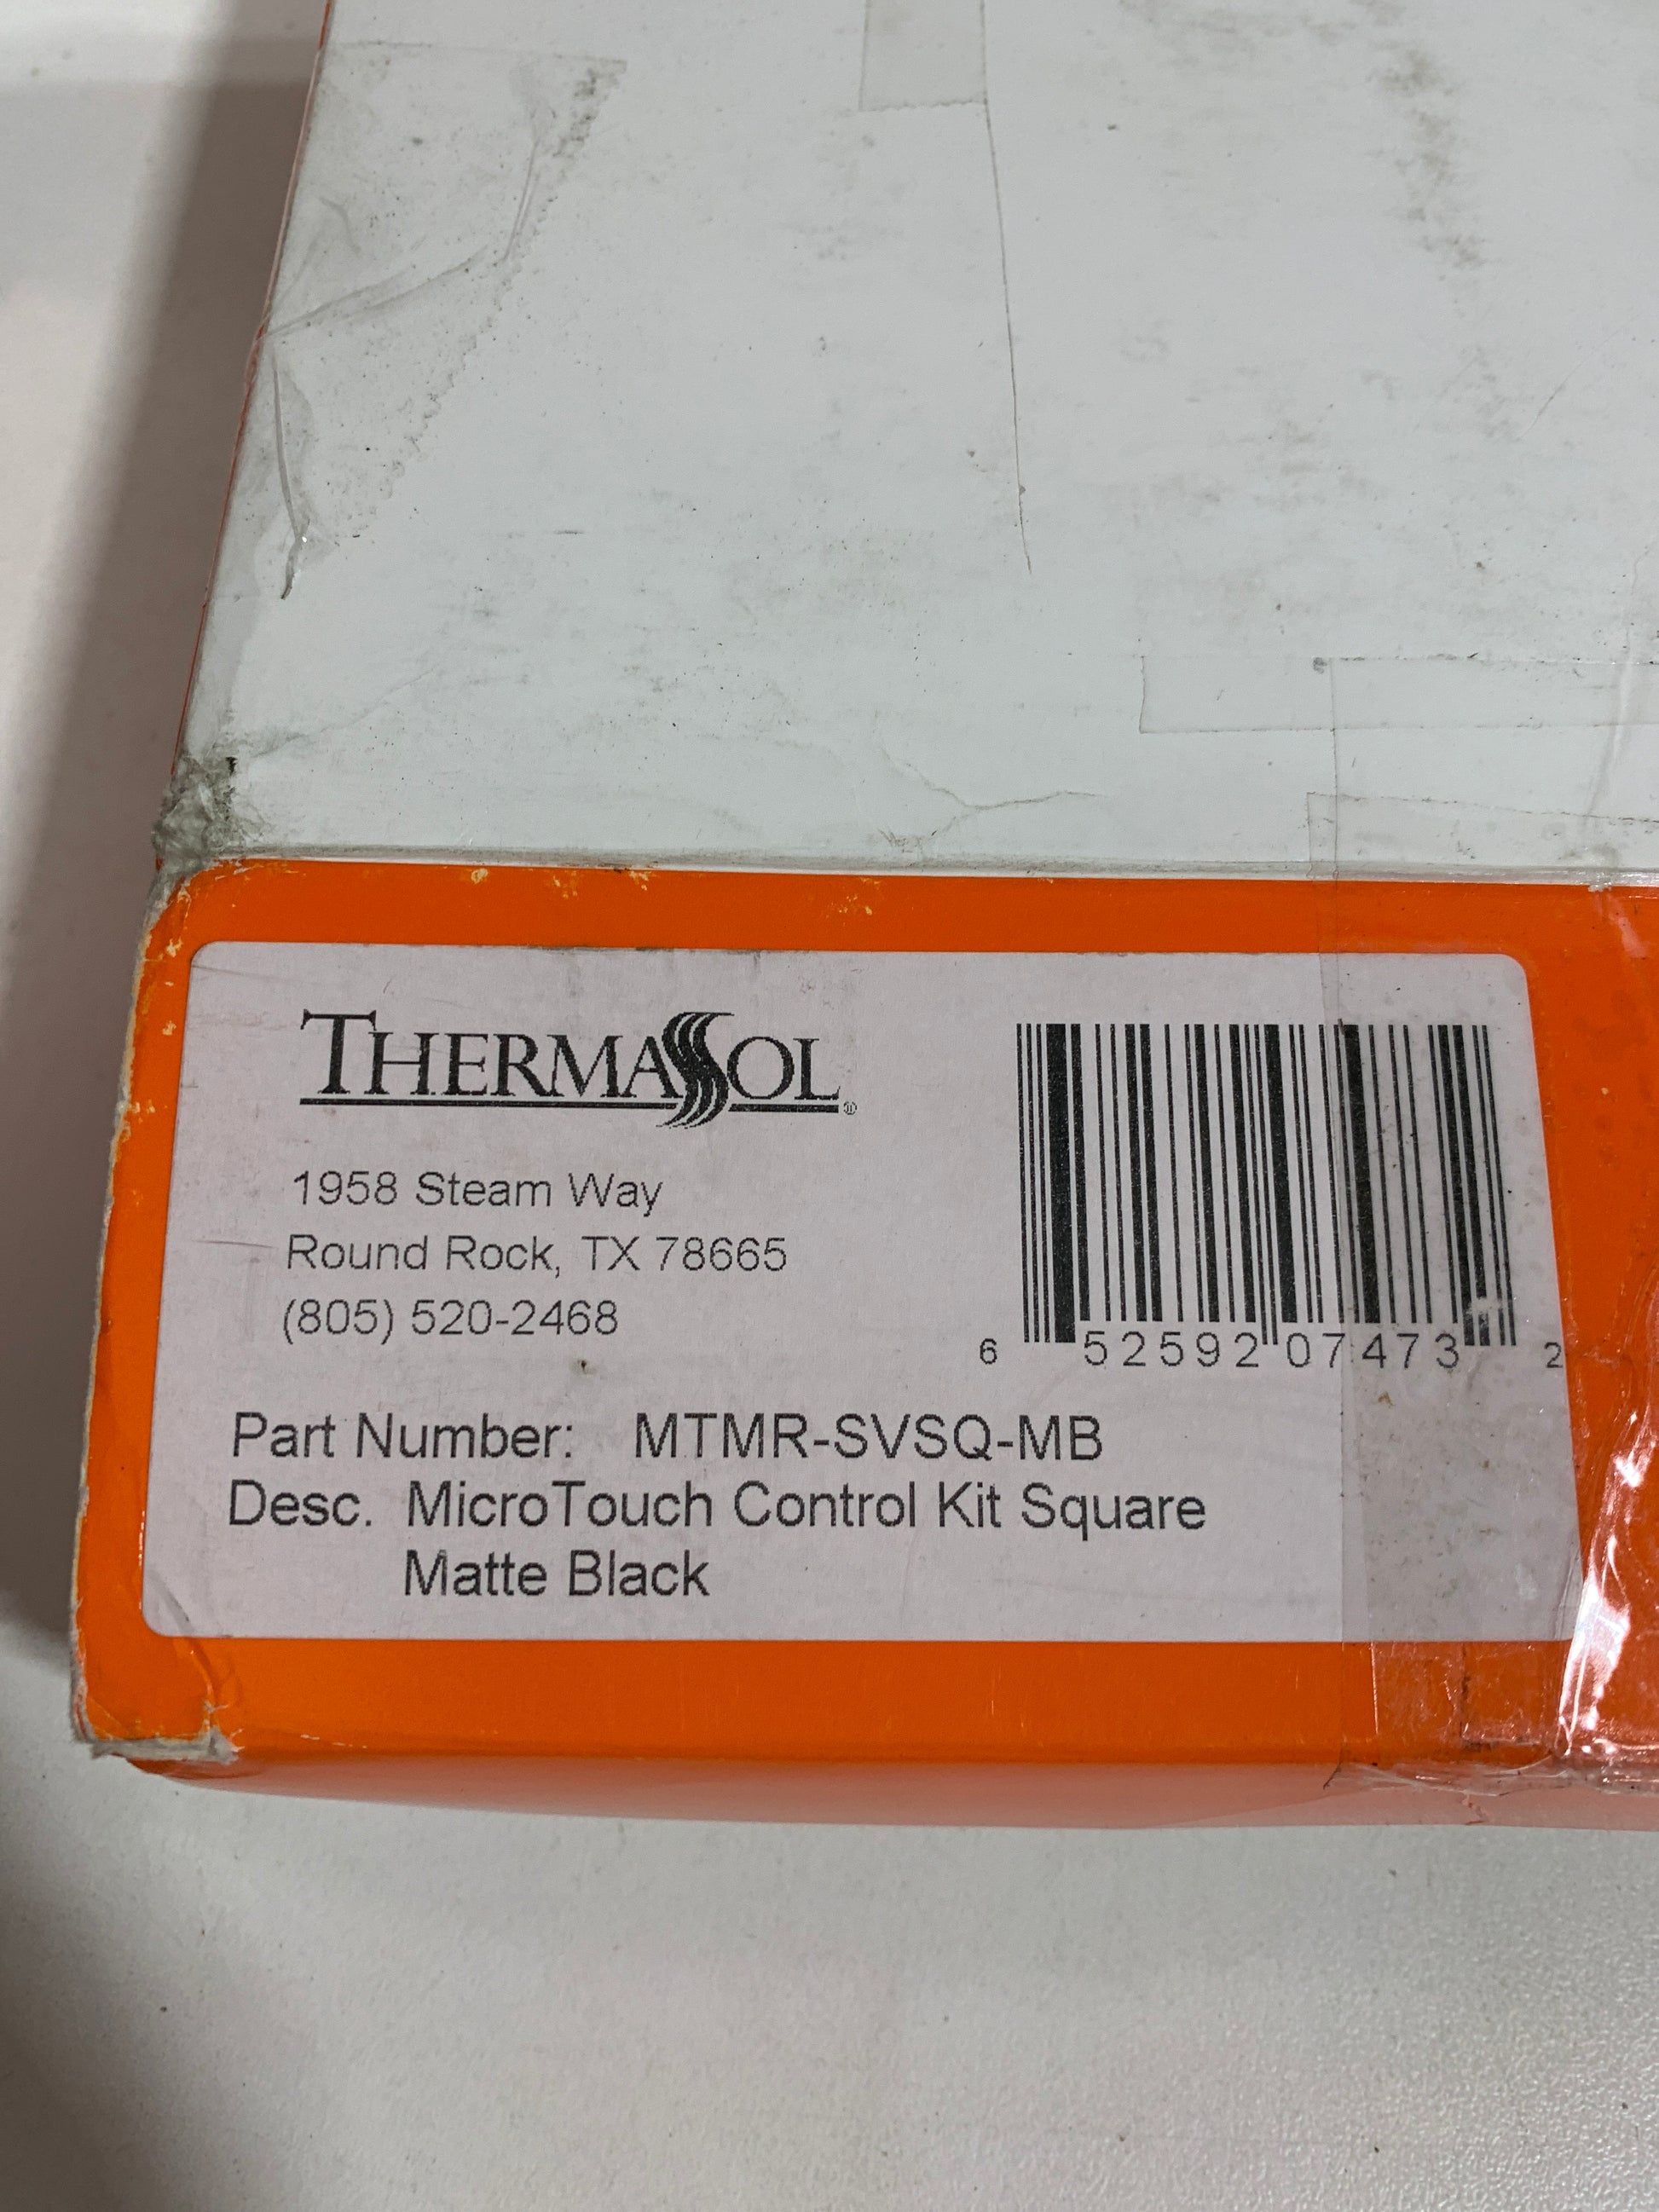 THERMASOL®
1958 Steam Way
Round Rock, TX 78665
(805) 520-2468
6 52592 07473 2
Part Number: MTMR-SVSQ-MB
Desc. MicroTouch Control Kit Square
Matte Black